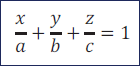 x/a + y/b + z/c = 1